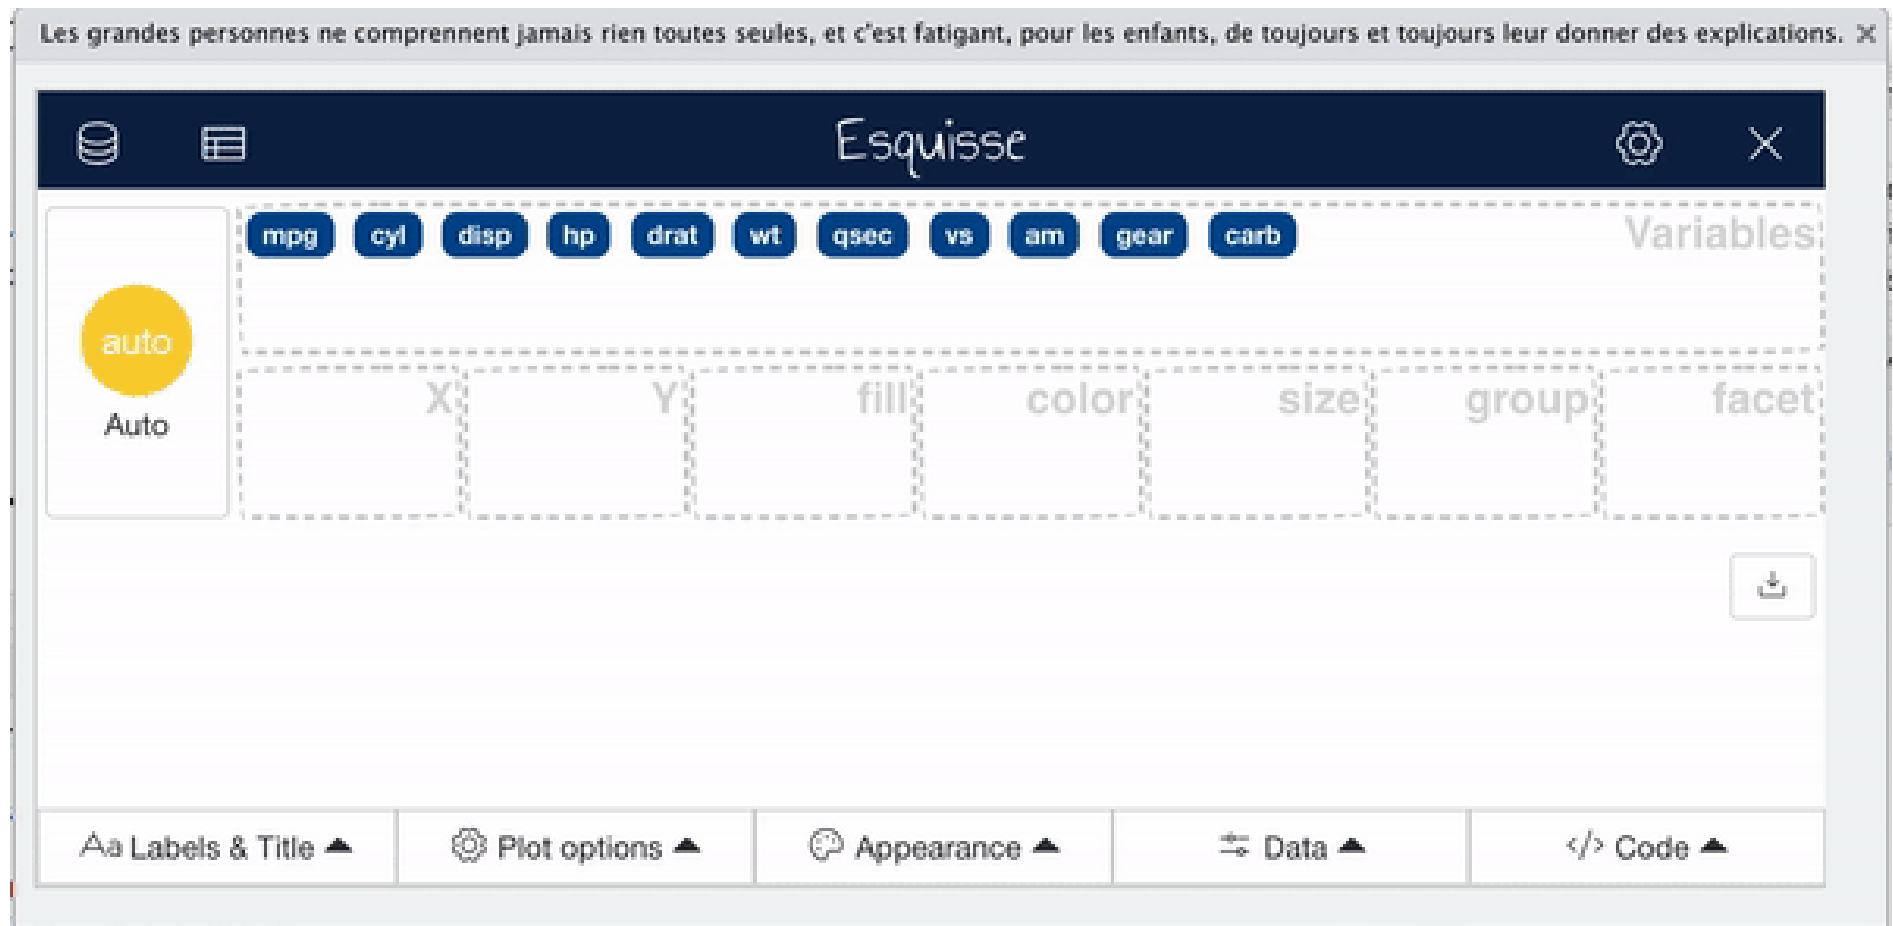 Les grandes personnes ne comprennent jamais rien toutes seules, et c'est fatigant, pour les enfants, de toujours et toujours leur donner des explications.
Esquisse
mpg cyl disp hp drat wt qsec vs am gear carb Variables
auto
Auto
X Y fill color size group facet
Aa Labels & Title Plot options Appearance Data </> Code